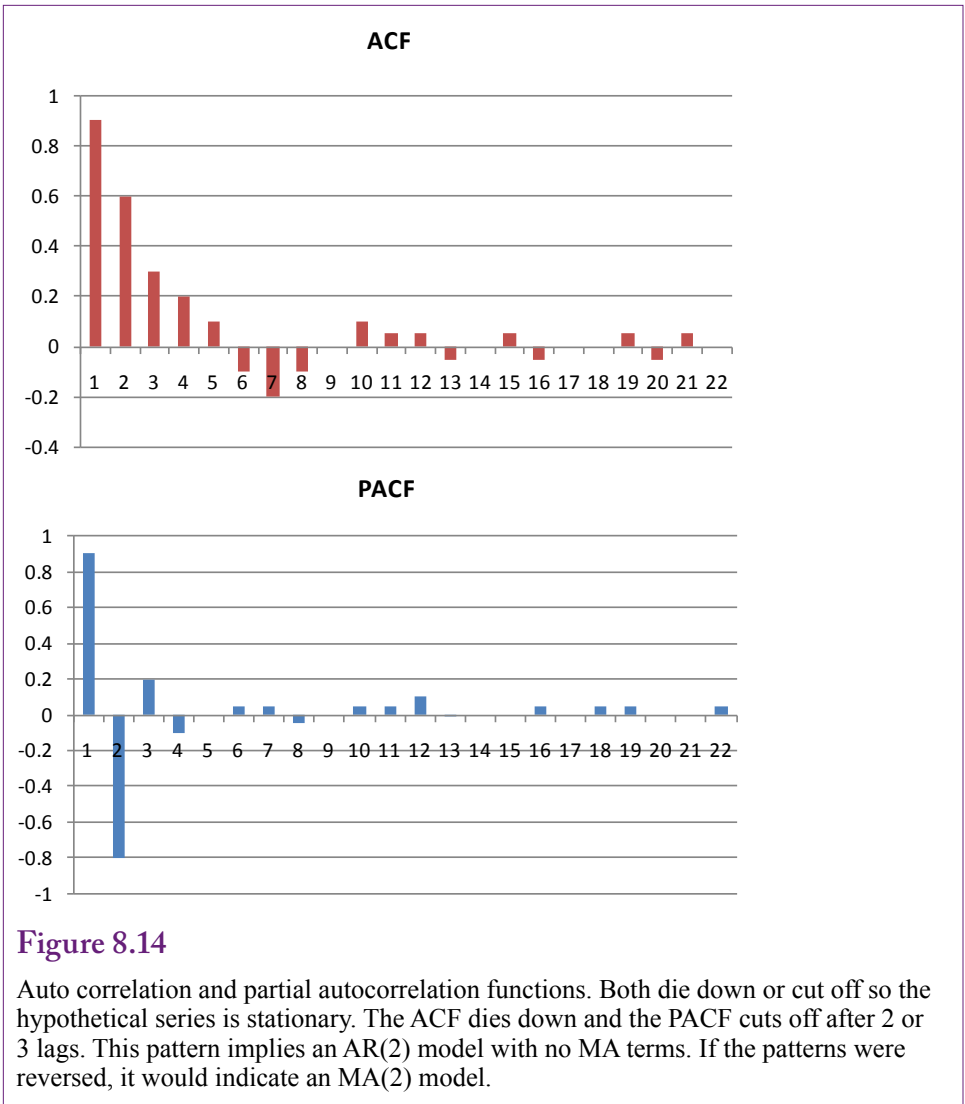 ACF
1
0.8
0.6
0.4
0.2
0
-0.2
-0.4
1 2 3 4 5 6 7 8 9 10 11 12 13 14 15 16 17 18 19 20 21 22
PACF
1
0.8
0.6
0.4
0.2
0
-0.2
-0.4
-0.6
-0.8
-1
1 2 3 4 5 6 7 8 9 10 11 12 13 14 15 16 17 18 19 20 21 22
Figure 8.14
Auto correlation and partial autocorrelation functions. Both die down or cut off so the
hypothetical series is stationary. The ACF dies down and the PACF cuts off after 2 or
3 lags. This pattern implies an AR(2) model with no MA terms. If the patterns were
reversed, it would indicate an MA(2) model.